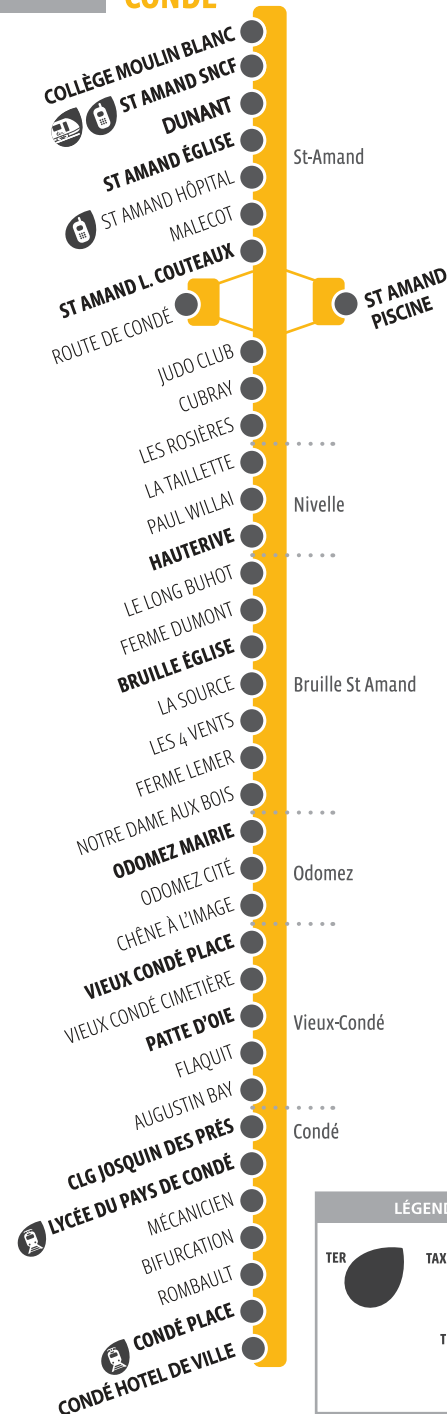 CONDÉ
COLLÈGE MOULIN BLANC
ST AMAND SNCF
DUNANT
ST AMAND ÉGLISE
St-Amand
ST AMAND HÔPITAL
MALECOT
ST AMAND L. COUTEAUX
ROUTE DE CONDÉ
ST AMAND
PISCINE
JUDO CLUB
CUBRAY
LES ROSIÈRES
LA TAILLETTE
PAUL WILLAI
Nivelle
HAUTERIVE
LE LONG BUHOT
FERME DUMONT
BRUILLE ÉGLISE
LA SOURCE
Bruille St Amand
LES 4 VENTS
FERME LEMER
NOTRE DAME AUX BOIS
ODOMEZ MAIRIE
ODOMEZ CITÉ
Odomez
CHÊNE À L'IMAGE
VIEUX CONDÉ PLACE
VIEUX CONDÉ CIMETIÈRE
PATTE D'OIE
Vieux-Condé
FLAQUIT
AUGUSTIN BAY
CLG JOSQUIN DES PRÉS
Condé
LYCÉE DU PAYS DE CONDÉ
MÉCANICIEN
BIFURCATION
ROMBAULT
CONDÉ PLACE
CONDÉ HOTEL DE VILLE
LÉGEND
TER
TAX
T